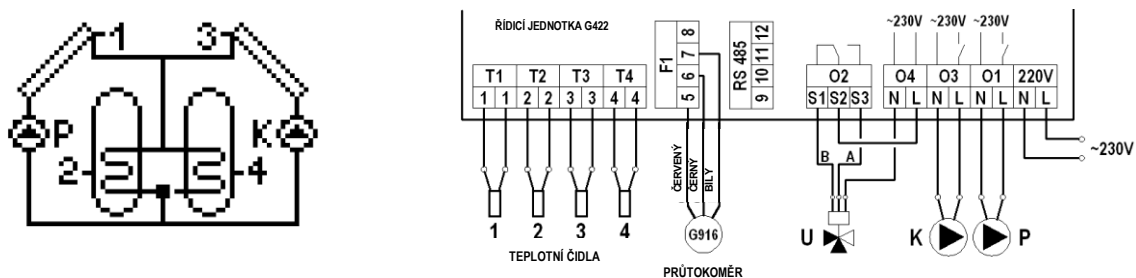 1 3
P K
2 4
ŘÍDICÍ JEDNOTKA G422
T1 T2 T3 T4
1 1 2 2 3 3 4 4
F1
8
7
6
5
RS 485
9 10 11 12
~230V ~230V ~230V
O2 O4 O3 O1 220V
S1 S2 S3 N L N L N L N L
~230V
B A
ČERVENÝ
ČERNÝ
BILÝ
1 2 3 4
G916
U K P
TEPLOTNÍ ČIDLA
PRŮTOKOMĚR